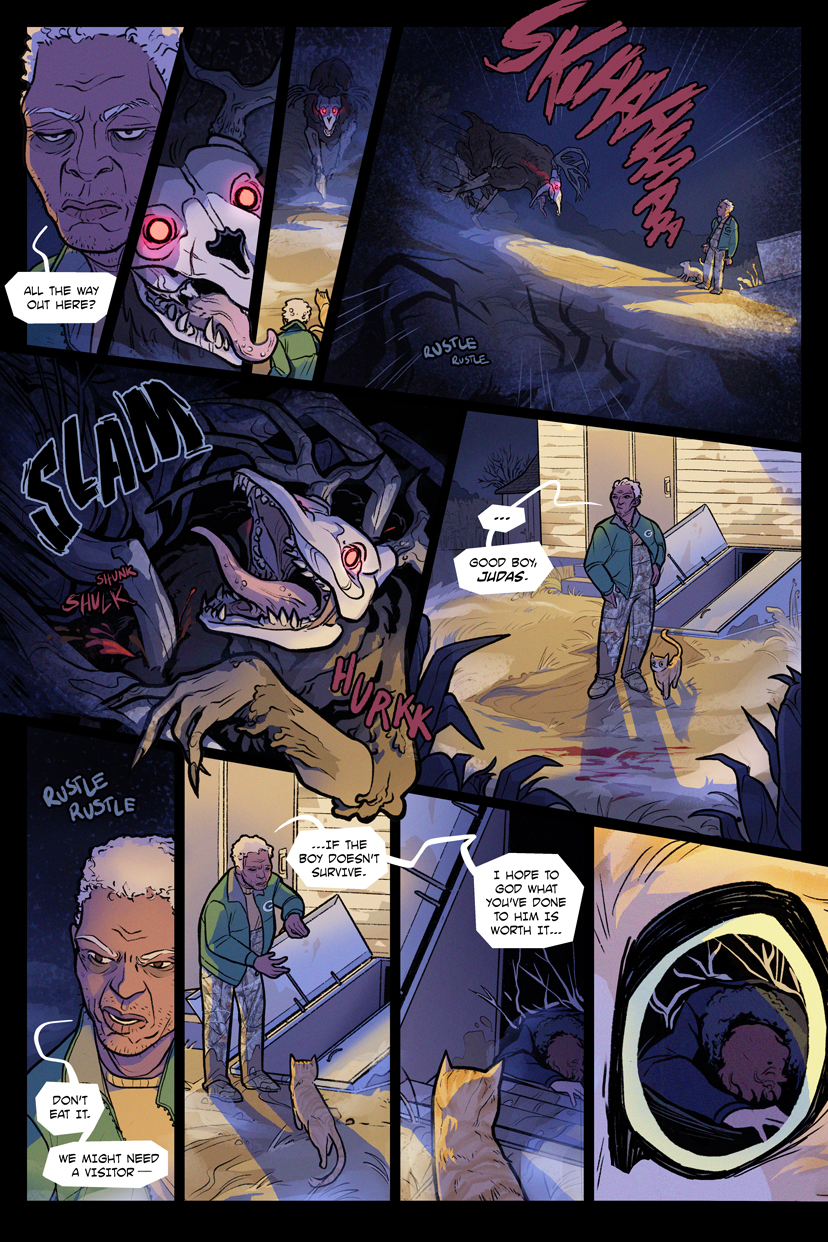 ALL THE WAY
OUT HERE?
RUSTLE
RUSTLE
SLAM
SHUNK
SHULK
HURKK
...
GOOD BOY,
JUDAS.
G
RUSTLE
RUSTLE
DON'T
EAT IT.
WE MIGHT NEED
A VISITOR —
...IF THE
BOY DOESN'T
SURVIVE.
I HOPE TO
GOD WHAT
YOU'VE DONE
TO HIM IS
WORTH IT...